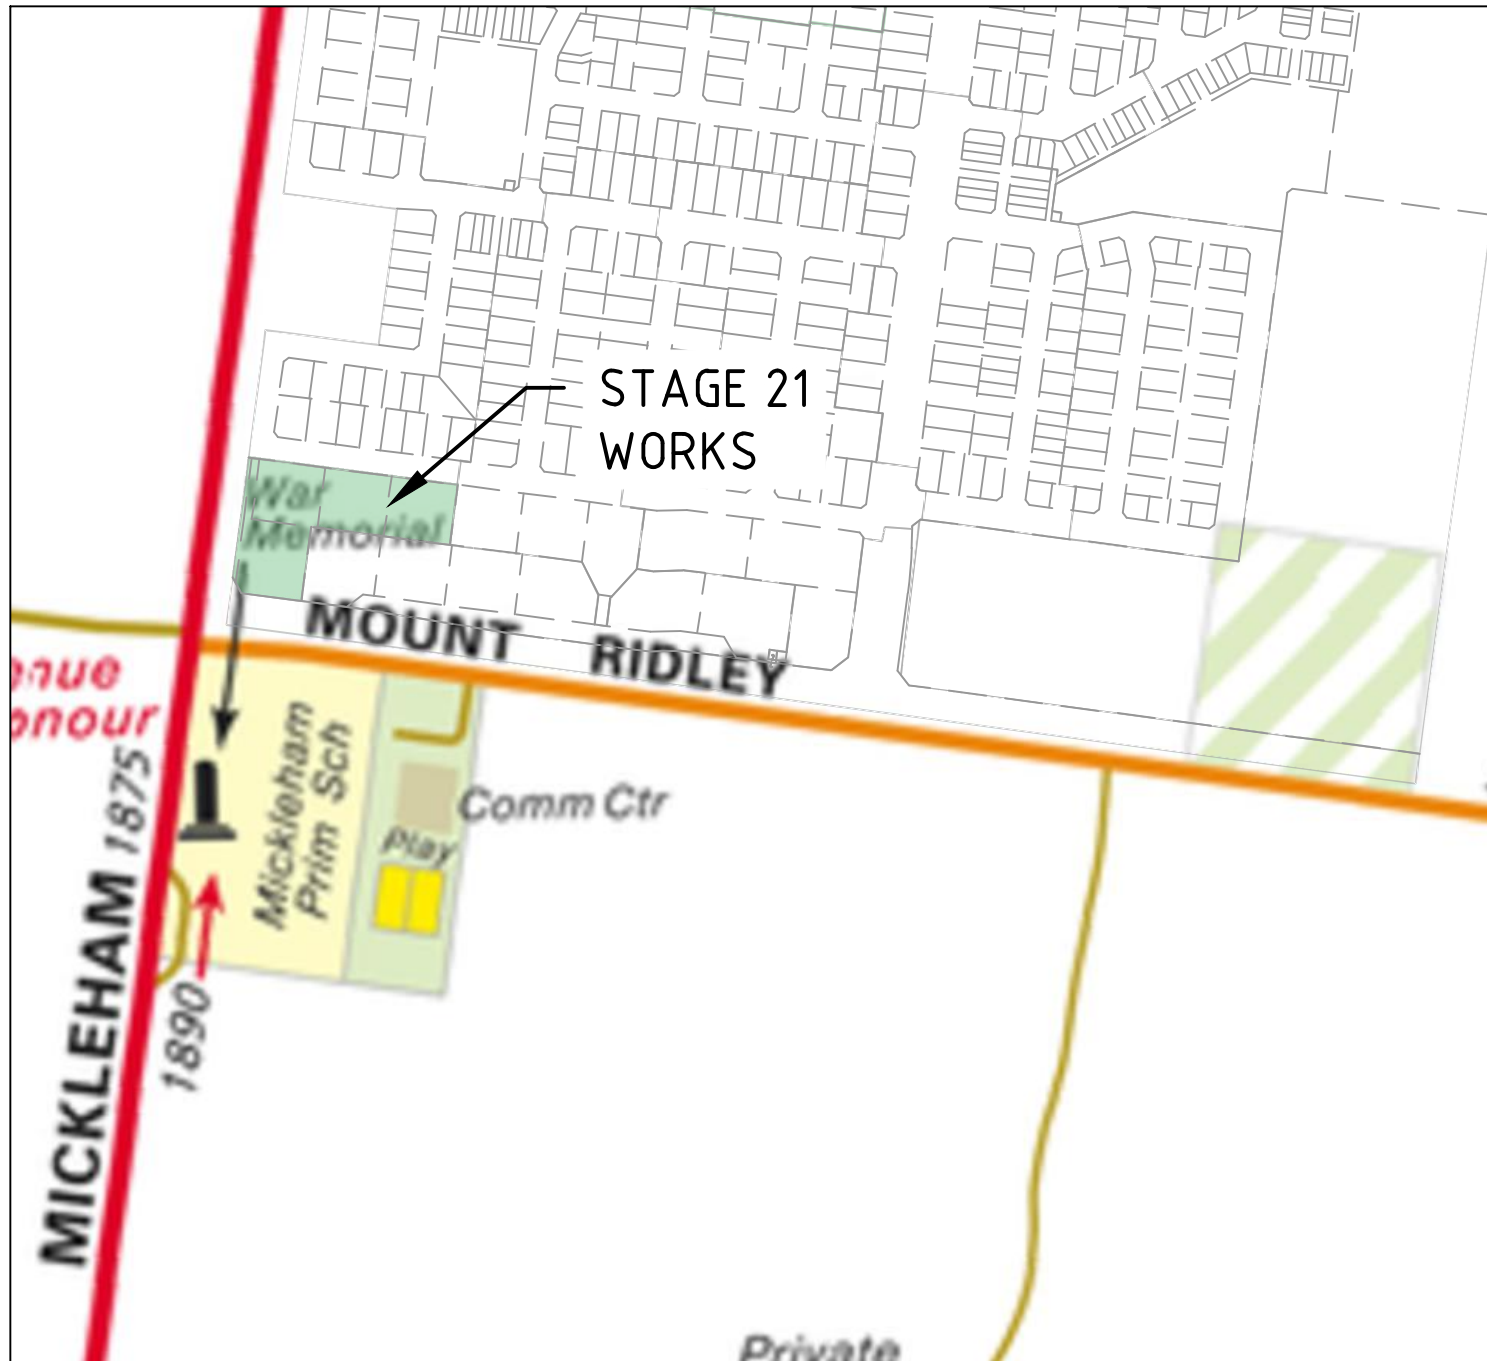 STAGE 21
WORKS
War
Memorial
MOUNT RIDLEY
enue
onour
MICKLEHAM 1875
Mickleham
Prim Sch
Comm Ctr
Play
1890
Private